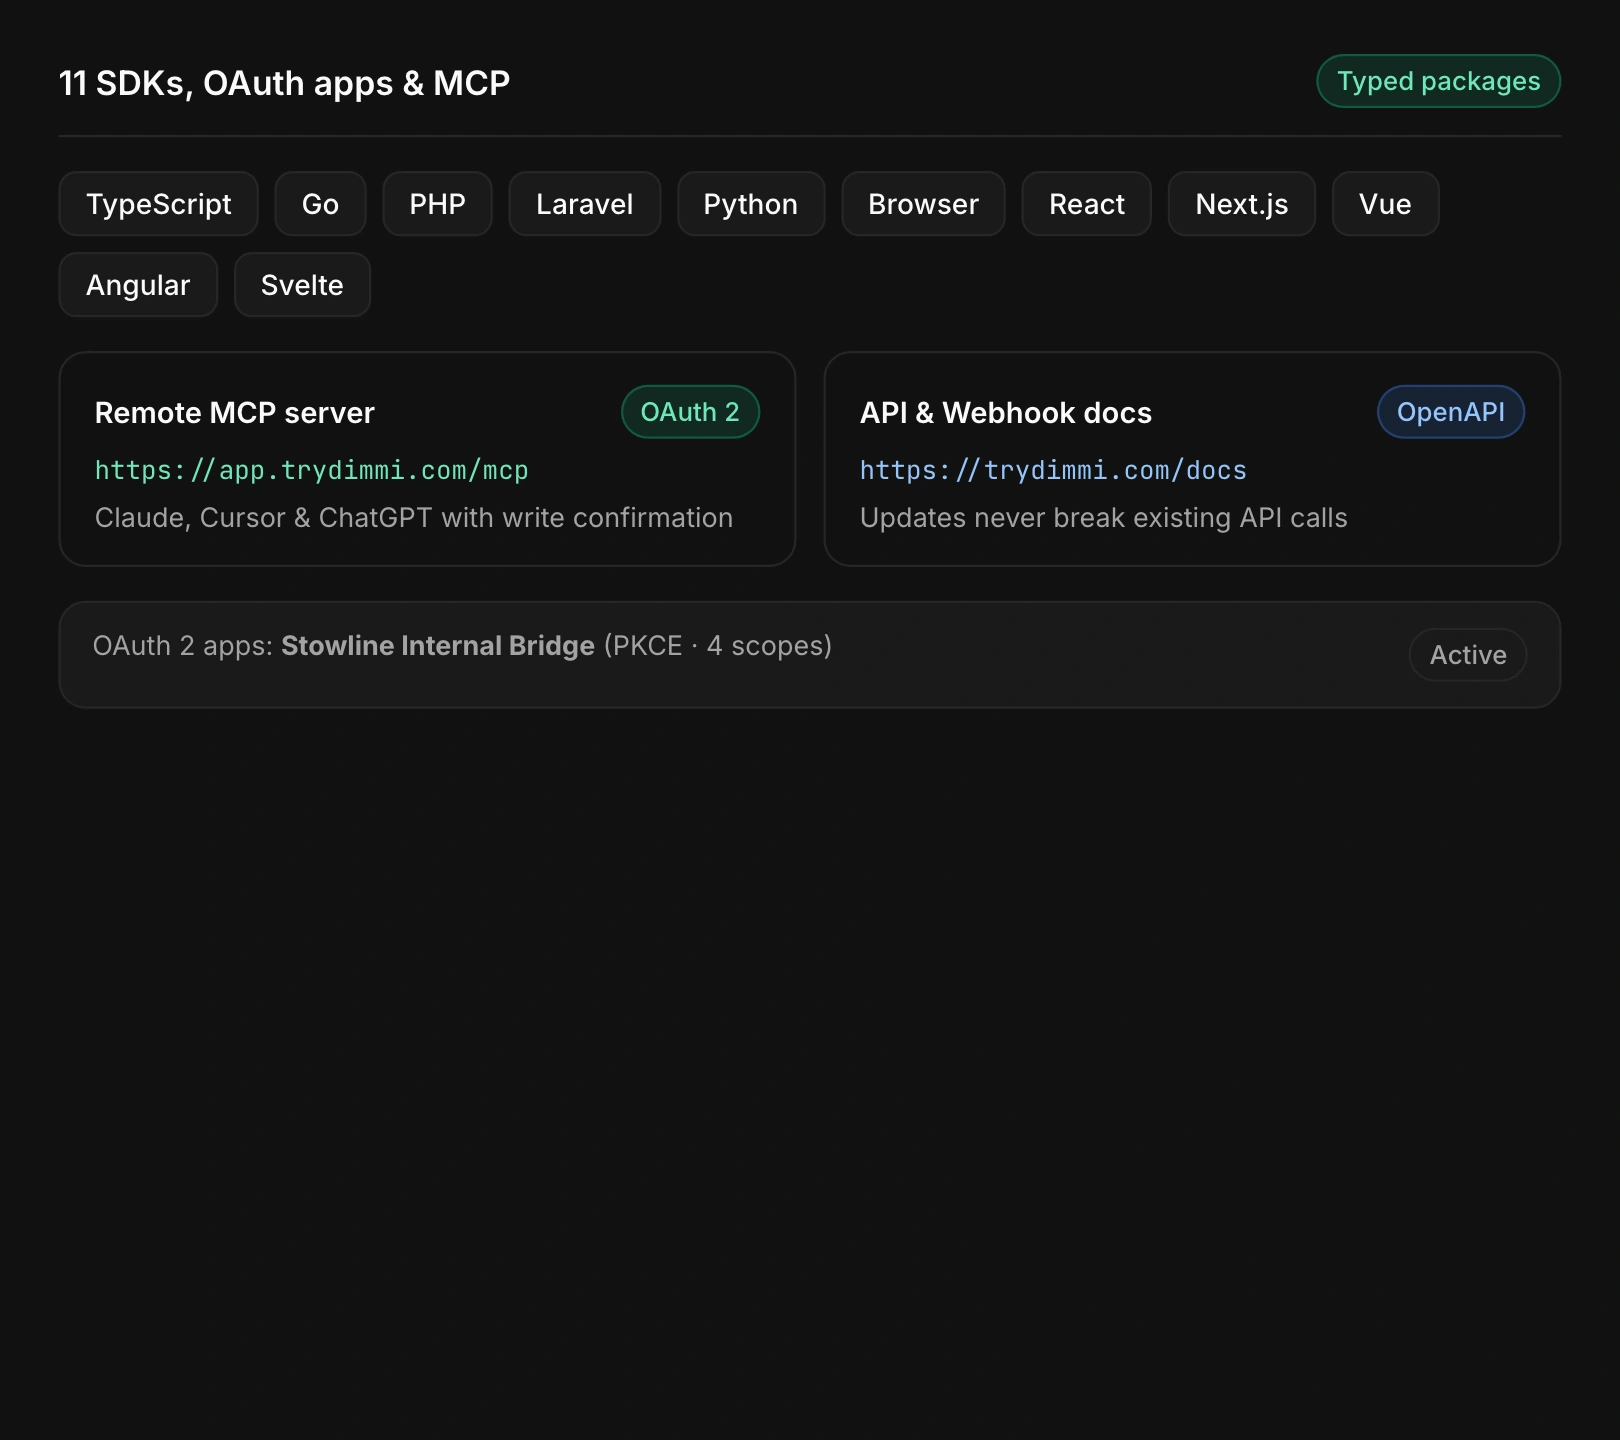 11 SDKs, OAuth apps & MCP
Typed packages
TypeScript Go PHP Laravel Python Browser React Next.js Vue
Angular Svelte
Remote MCP server
OAuth 2
https://app.trydimmi.com/mcp
Claude, Cursor & ChatGPT with write confirmation
API & Webhook docs
OpenAPI
https://trydimmi.com/docs
Updates never break existing API calls
OAuth 2 apps: Stowline Internal Bridge (PKCE · 4 scopes)
Active